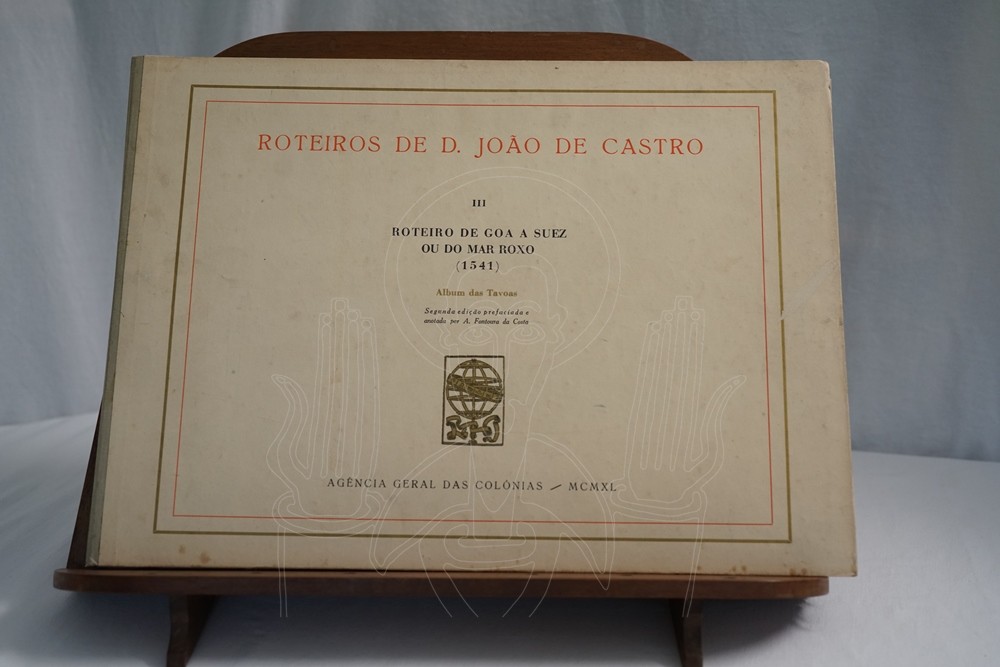 ROTEIROS DE D. JOÃO DE CASTRO
III
ROTEIRO DE GOA A SUEZ
OU DO MAR ROXO
(1541)
Album das Tavoas
Segunda edição prefaciada e
anotada por A. Fontoura da Costa
AGÊNCIA GERAL DAS COLÓNIAS — MCMXL